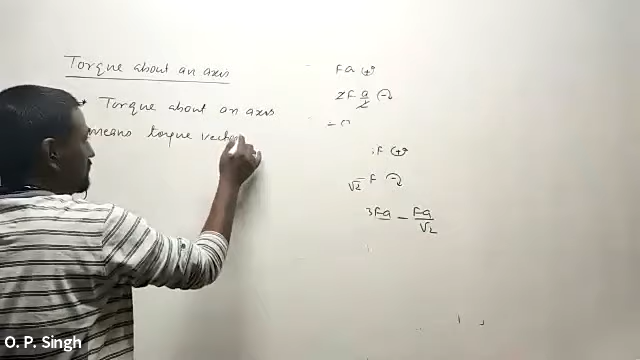 Torque about an axis
* Torque about an axis
means torque vect
Fa
2F a/2
= 0
F
√2 F
3Fa - Fa/√2
O. P. Singh